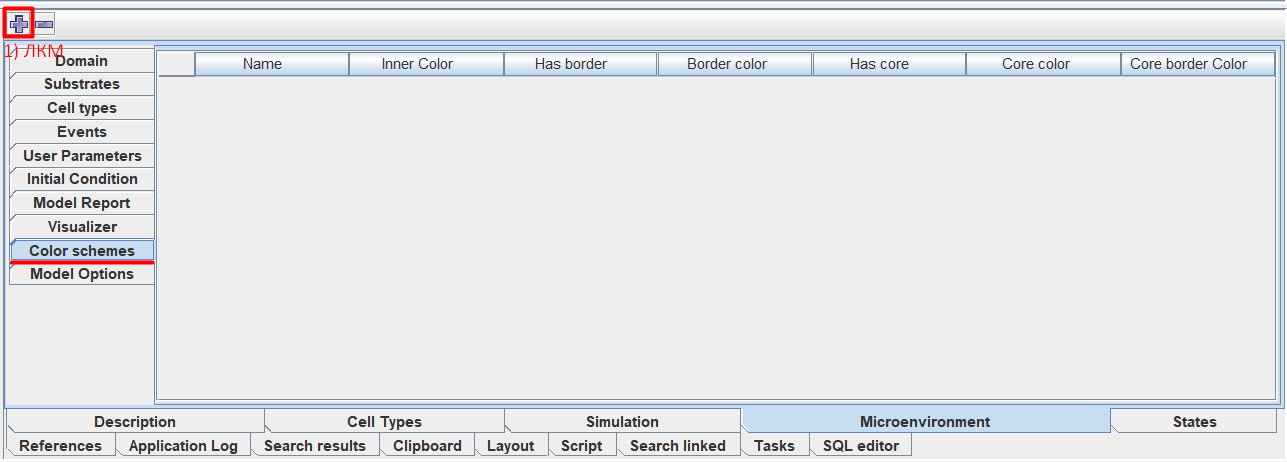 1) ЛКМ
Domain
Substrates
Cell types
Events
User Parameters
Initial Condition
Model Report
Visualizer
Color schemes
Model Options
Name Inner Color Has border Border color Has core Core color Core border Color
Description Cell Types Simulation Microenvironment States
References Application Log Search results Clipboard Layout Script Search linked Tasks SQL editor